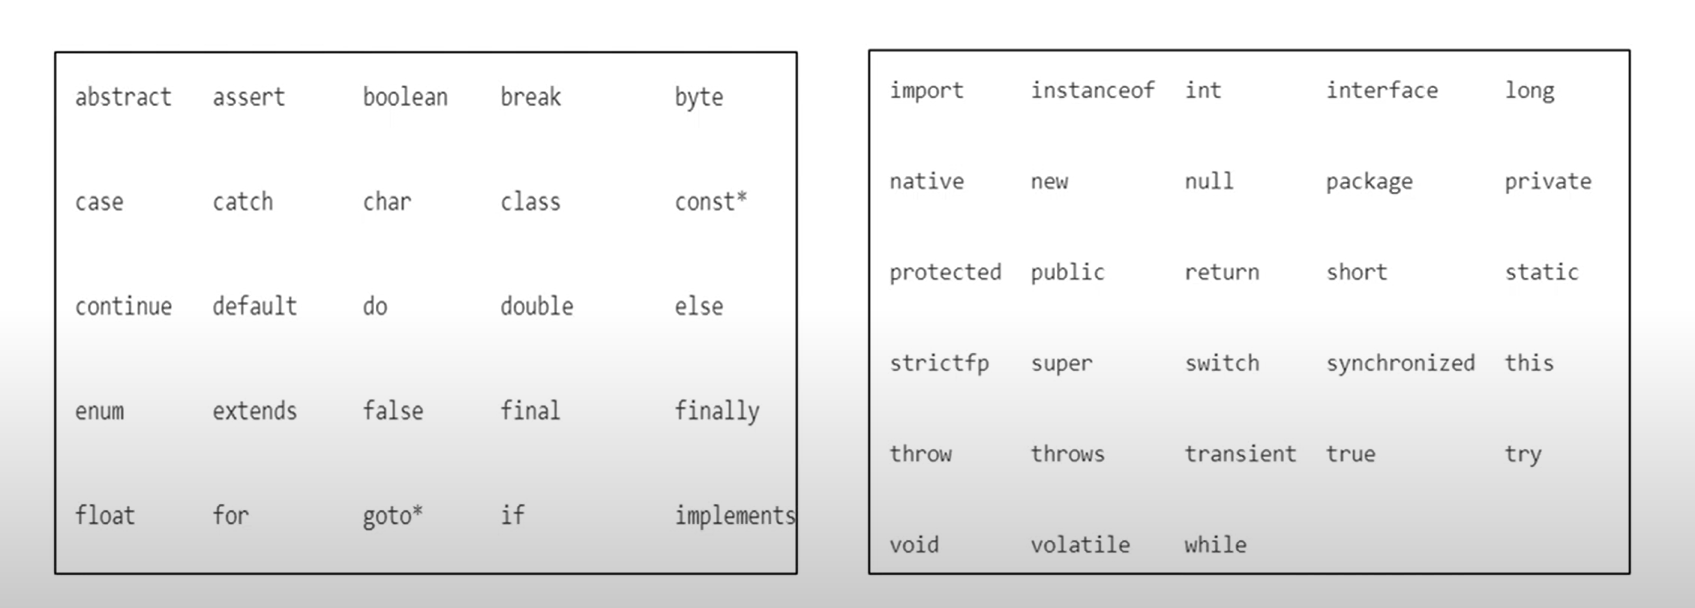 abstract assert boolean break byte
case catch char class const*
continue default do double else
enum extends false final finally
float for goto* if implements
import instanceof int interface long
native new null package private
protected public return short static
strictfp super switch synchronized this
throw throws transient true try
void volatile while